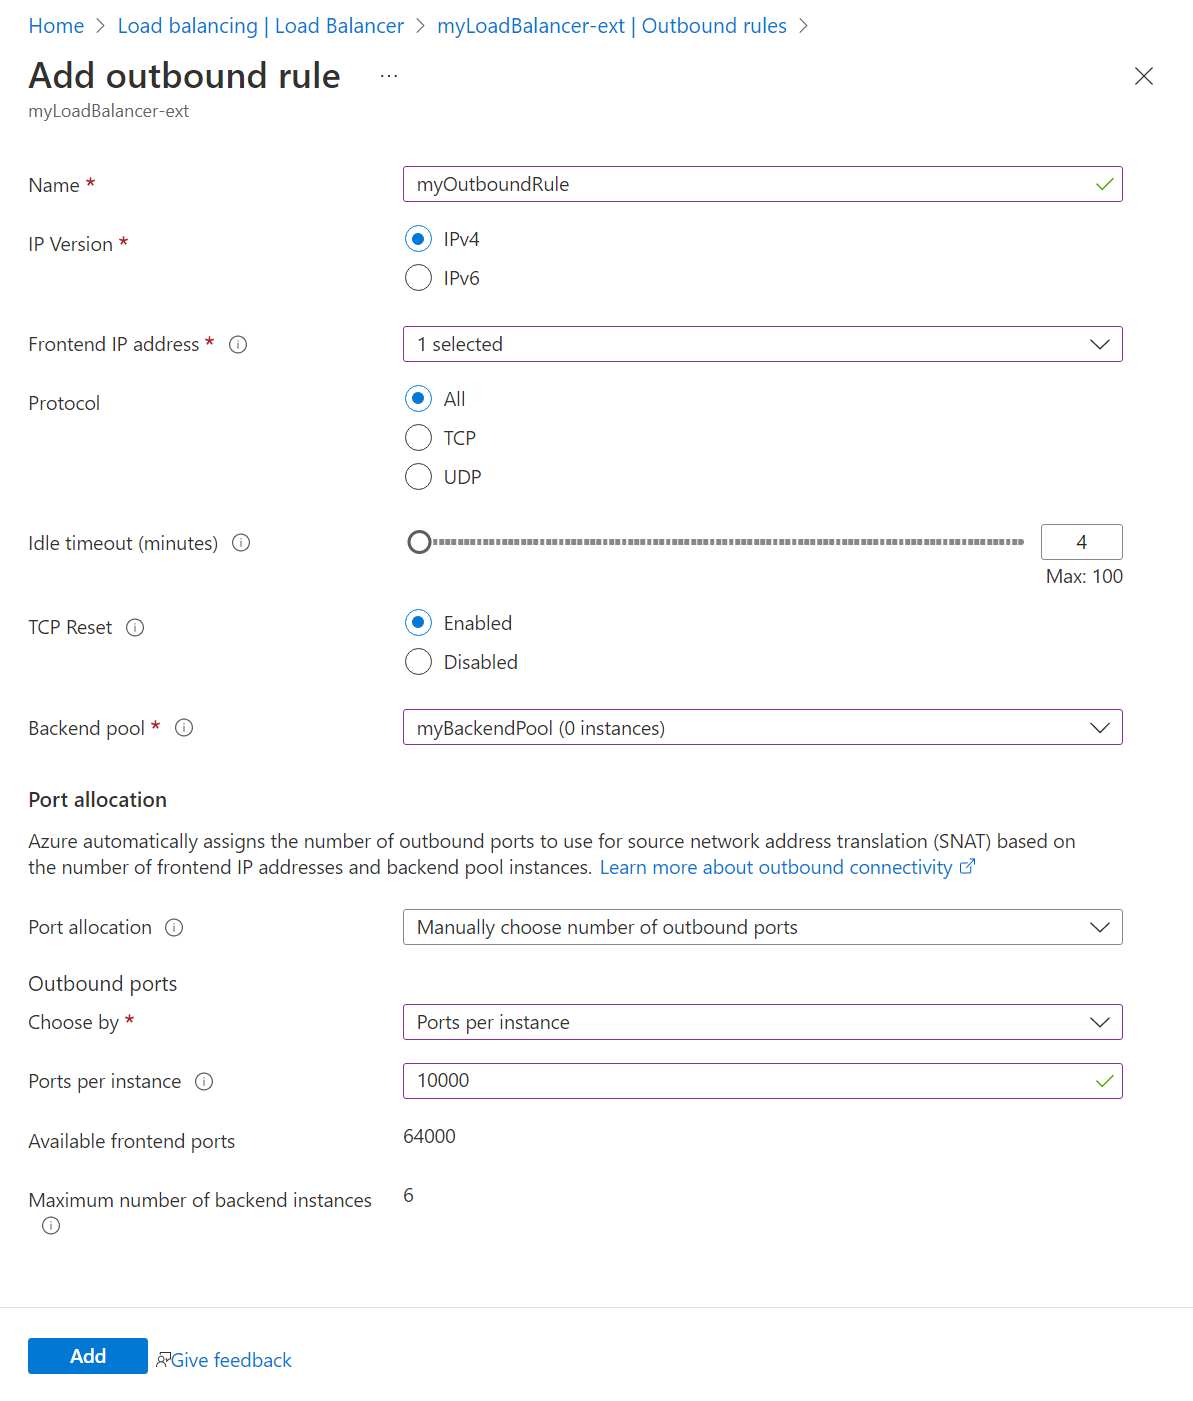 Home > Load balancing | Load Balancer > myLoadBalancer-ext | Outbound rules >
Add outbound rule ...
myLoadBalancer-ext
Name * myOutboundRule
IP Version * IPv4
IPv6
Frontend IP address * 1 selected
Protocol All
TCP
UDP
Idle timeout (minutes) 4
Max: 100
TCP Reset Enabled
Disabled
Backend pool * myBackendPool (0 instances)
Port allocation
Azure automatically assigns the number of outbound ports to use for source network address translation (SNAT) based on
the number of frontend IP addresses and backend pool instances. Learn more about outbound connectivity
Port allocation Manually choose number of outbound ports
Outbound ports
Choose by * Ports per instance
Ports per instance 10000
Available frontend ports 64000
Maximum number of backend instances 6
Add Give feedback